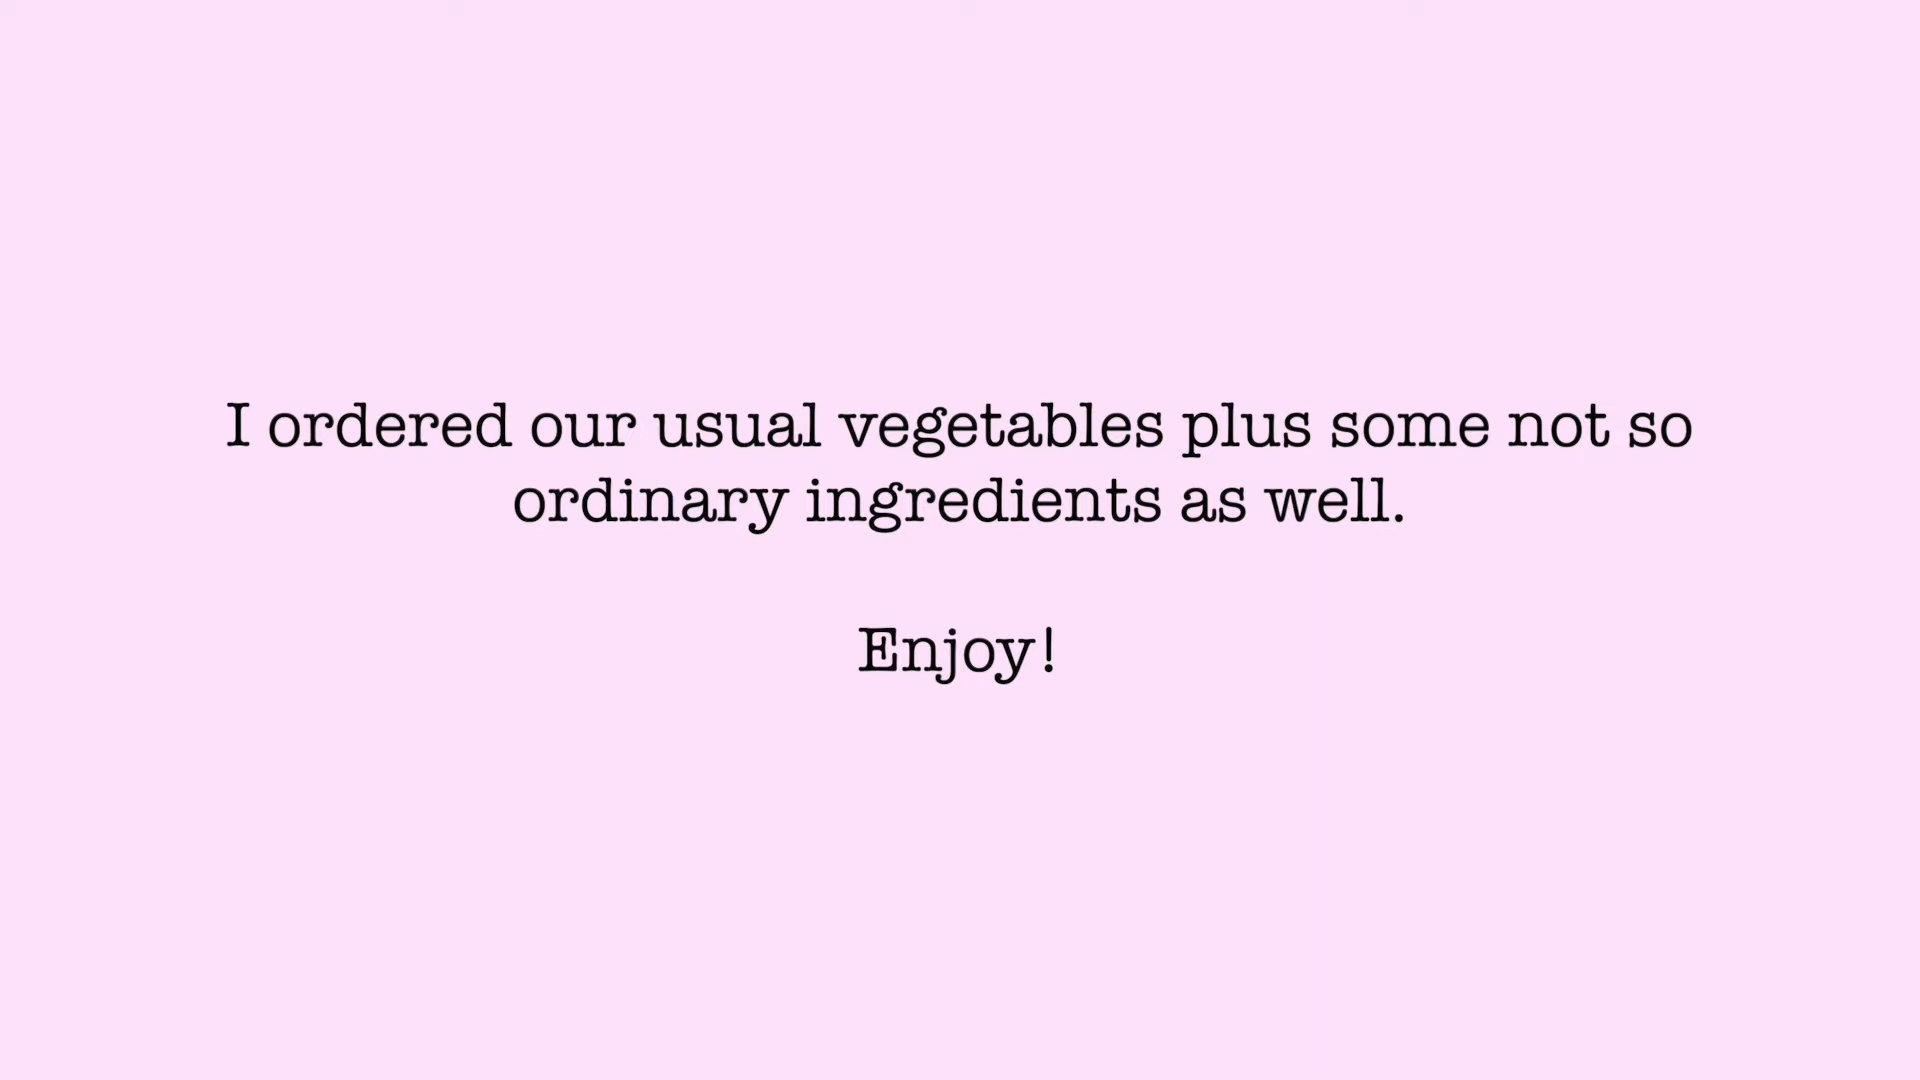 I ordered our usual vegetables plus some not so
ordinary ingredients as well.
Enjoy!